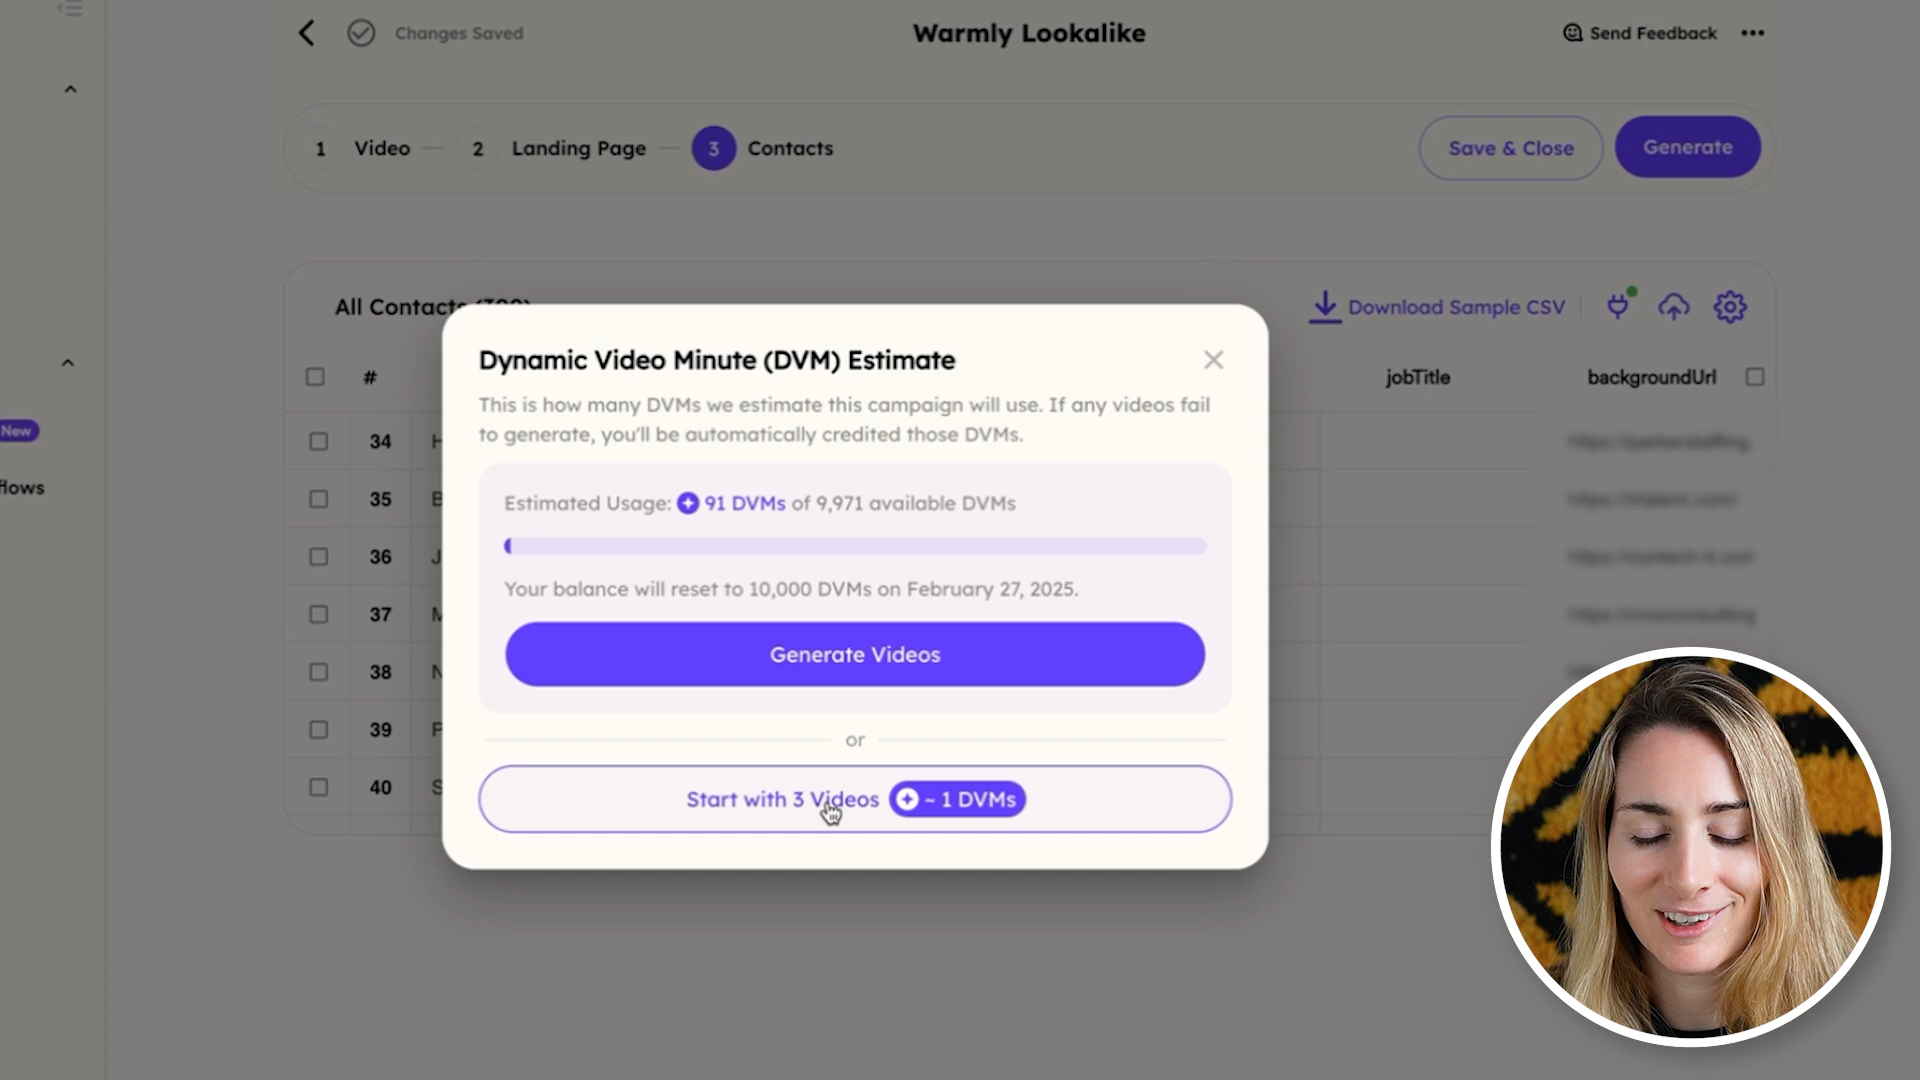 Changes Saved
Warmly Lookalike
Send Feedback
1 Video
2 Landing Page
3 Contacts
Save & Close
Generate
All Contacts
Download Sample CSV
#
jobTitle
backgroundUrl
34
35
36
37
38
39
40
New
flows
Dynamic Video Minute (DVM) Estimate
This is how many DVMs we estimate this campaign will use. If any videos fail
to generate, you'll be automatically credited those DVMs.
Estimated Usage: 91 DVMs of 9,971 available DVMs
Your balance will reset to 10,000 DVMs on February 27, 2025.
Generate Videos
or
Start with 3 Videos ~ 1 DVMs